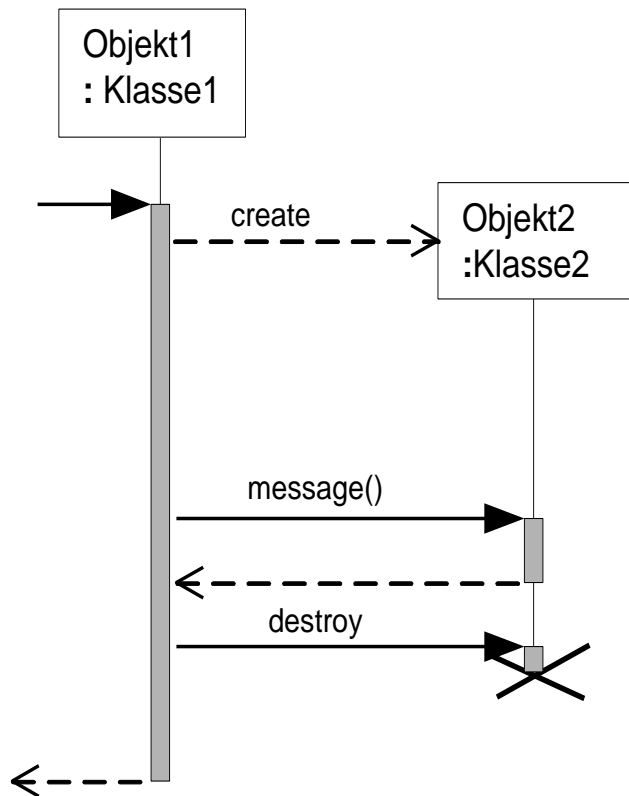 Objekt1
: Klasse1
create
Objekt2
:Klasse2
message()
destroy